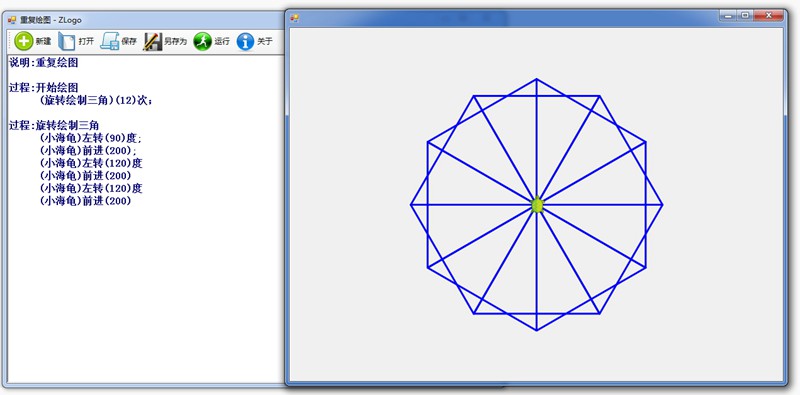 重复绘图 - ZLogo
新建 打开 保存 另存为 运行 关于
说明:重复绘图
过程:开始绘图
(旋转绘制三角)(12)次;
过程:旋转绘制三角
(小海龟)左转(90)度;
(小海龟)前进(200);
(小海龟)左转(120)度
(小海龟)前进(200)
(小海龟)左转(120)度
(小海龟)前进(200)